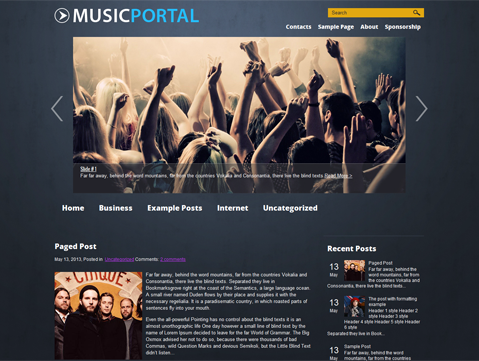 MUSICPORTAL
Search
Contacts Sample Page About Sponsorship
Slide # 1
Far far away, behind the word mountains, far from the countries Vokalia and Consonantia, there live the blind texts. Read More >
Home Business Example Posts Internet Uncategorized
Paged Post
May 13, 2013, Posted in: Uncategorized Comments: 2 comments
CIRQUE
Far far away, behind the word mountains, far from the countries Vokalia and
Consonantia, there live the blind texts. Separated they live in
Bookmarksgrove right at the coast of the Semantics, a large language ocean.
A small river named Duden flows by their place and supplies it with the
necessary regelialia. It is a paradisematic country, in which roasted parts of
sentences fly into your mouth.
Even the all-powerful Pointing has no control about the blind texts it is an
almost unorthographic life One day however a small line of blind text by the
name of Lorem Ipsum decided to leave for the far World of Grammar. The Big
Oxmox advised her not to do so, because there were thousands of bad
Commas, wild Question Marks and devious Semikoli, but the Little Blind Text
didn't listen...
Recent Posts
13
May
Paged Post
Far far away, behind the
word mountains, far from the countries Vokalia and
Consonantia, there live the blind texts...
13
May
The post with formatting
example
Header 1 style Header 2
style Header 3 style
Header 4 style Header 5 style Header 6 style
Separated they live in Book...
13
May
Sample Post
Far far away, behind the word
mountains, far from the countries